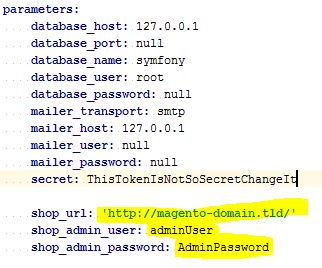 parameters:
database_host: 127.0.0.1
database_port: null
database_name: symfony
database_user: root
database_password: null
mailer_transport: smtp
mailer_host: 127.0.0.1
mailer_user: null
mailer_password: null
secret: ThisTokenIsNotSoSecretChangeIt
shop_url: 'http://magento-domain.tld/'
shop_admin_user: adminUser
shop_admin_password: AdminPassword